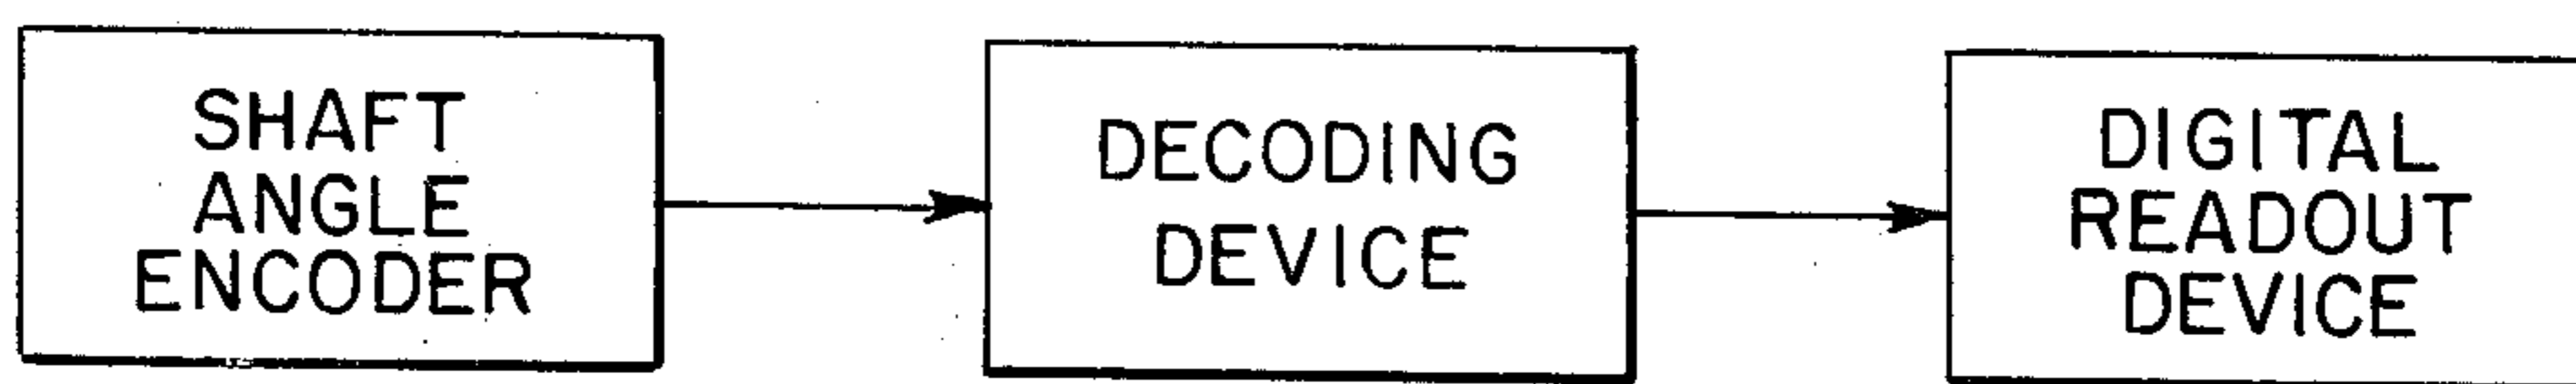 SHAFT
ANGLE
ENCODER
DECODING
DEVICE
DIGITAL
READOUT
DEVICE